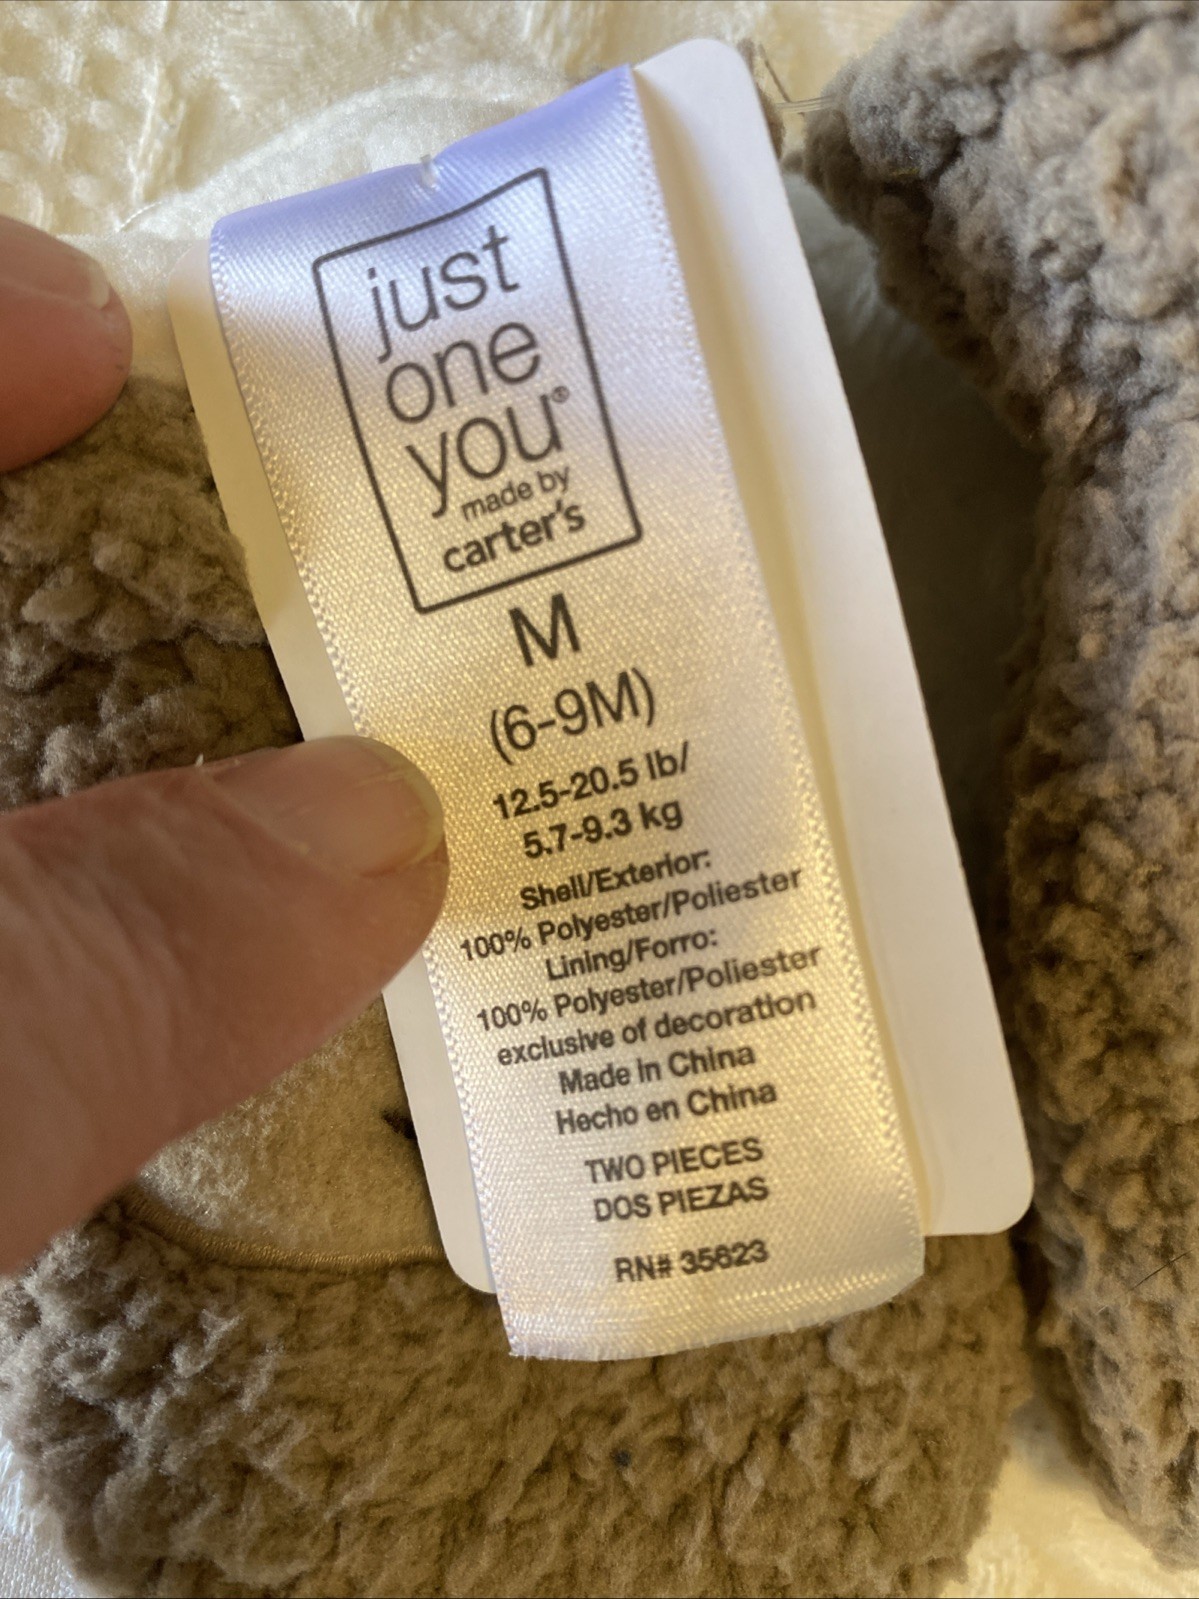 just
one
you®
made by
carter's
M
(6-9M)
12.5-20.5 lb/
5.7-9.3 kg
Shell/Exterior:
100% Polyester/Poliester
Lining/Forro:
100% Polyester/Poliester
exclusive of decoration
Made in China
Hecho en China
TWO PIECES
DOS PIEZAS
RN# 35623